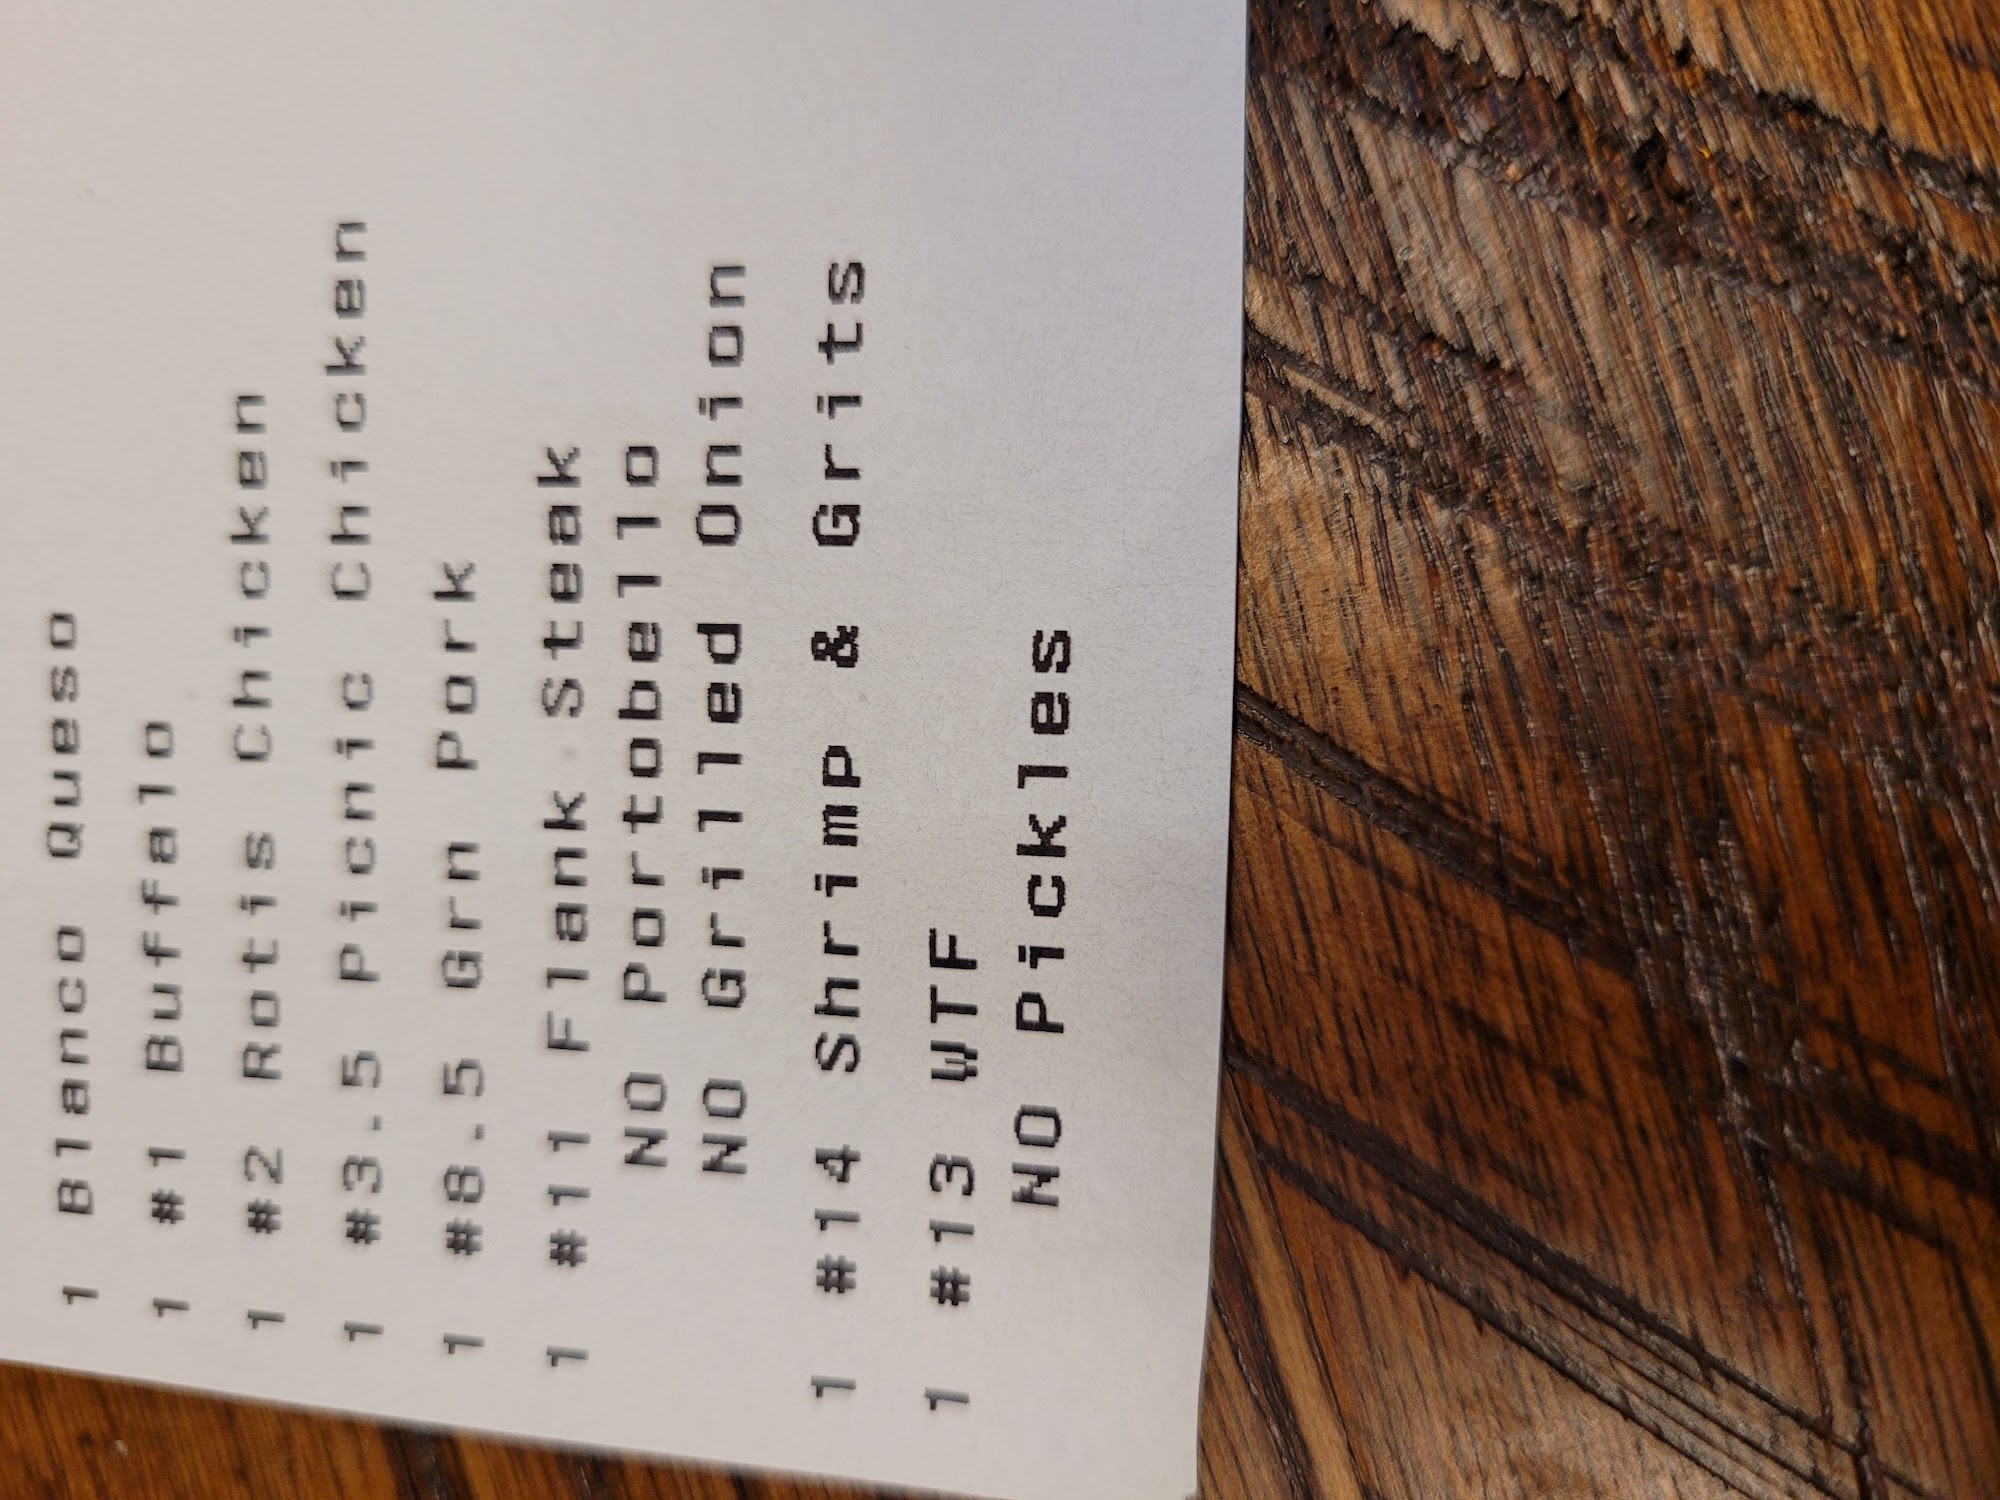 1 Blanco Queso
1 #1 Buffalo
1 #2 Rotis Chicken
1 #3.5 Picnic Chicken
1 #8.5 Grn Pork
1 #11 Flank Steak
NO Portobello
NO Grilled Onion
1 #14 Shrimp & Grits
1 #13 WTF
NO Pickles